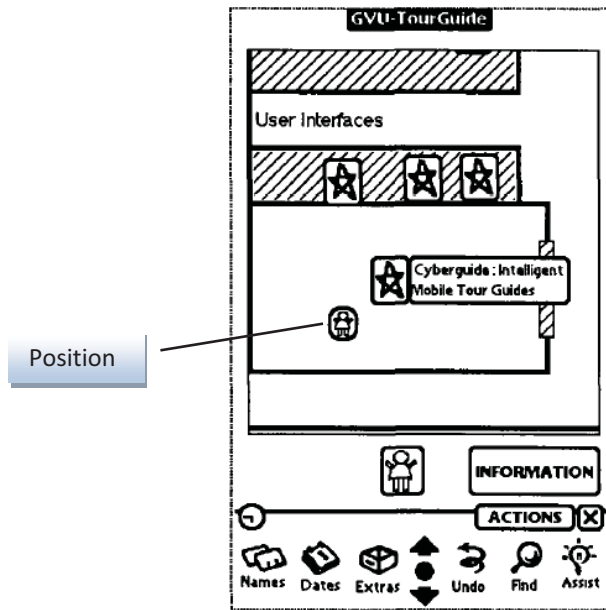 GVU-TourGuide
User Interfaces
Cyberguide: Intelligent
Mobile Tour Guides
Position
INFORMATION
ACTIONS
Names
Dates
Extras
Undo
Find
Assist